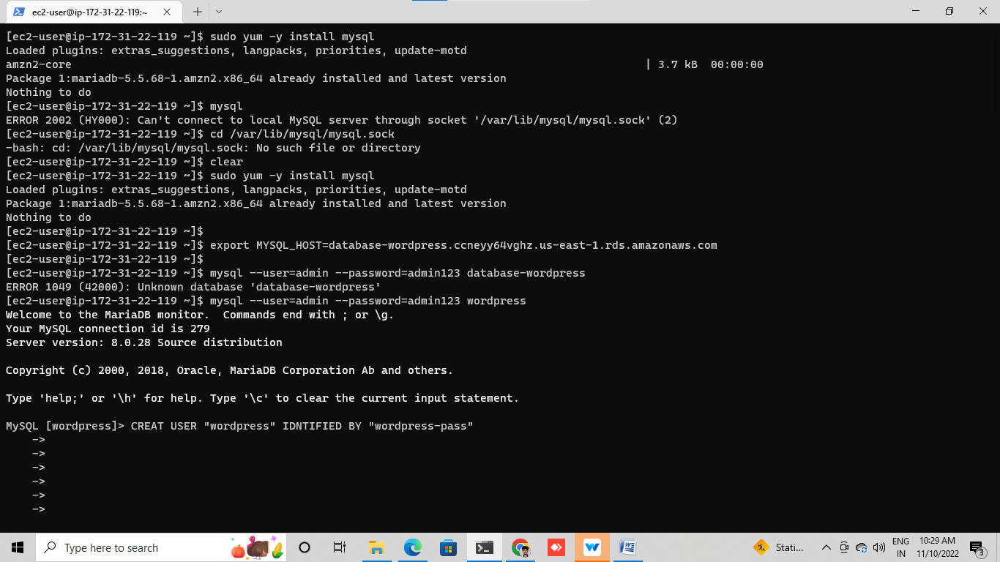 ec2-user@ip-172-31-22-119:~
[ec2-user@ip-172-31-22-119 ~]$ sudo yum -y install mysql
Loaded plugins: extras_suggestions, langpacks, priorities, update-motd
amzn2-core | 3.7 kB 00:00:00
Package 1:mariadb-5.5.68-1.amzn2.x86_64 already installed and latest version
Nothing to do
[ec2-user@ip-172-31-22-119 ~]$ mysql
ERROR 2002 (HY000): Can't connect to local MySQL server through socket '/var/lib/mysql/mysql.sock' (2)
[ec2-user@ip-172-31-22-119 ~]$ cd /var/lib/mysql/mysql.sock
-bash: cd: /var/lib/mysql/mysql.sock: No such file or directory
[ec2-user@ip-172-31-22-119 ~]$ clear
[ec2-user@ip-172-31-22-119 ~]$ sudo yum -y install mysql
Loaded plugins: extras_suggestions, langpacks, priorities, update-motd
Package 1:mariadb-5.5.68-1.amzn2.x86_64 already installed and latest version
Nothing to do
[ec2-user@ip-172-31-22-119 ~]$
[ec2-user@ip-172-31-22-119 ~]$ export MYSQL_HOST=database-wordpress.ccneyy64vghz.us-east-1.rds.amazonaws.com
[ec2-user@ip-172-31-22-119 ~]$
[ec2-user@ip-172-31-22-119 ~]$ mysql --user=admin --password=admin123 database-wordpress
ERROR 1049 (42000): Unknown database 'database-wordpress'
[ec2-user@ip-172-31-22-119 ~]$ mysql --user=admin --password=admin123 wordpress
Welcome to the MariaDB monitor.  Commands end with ; or \g.
Your MySQL connection id is 279
Server version: 8.0.28 Source distribution
Copyright (c) 2000, 2018, Oracle, MariaDB Corporation Ab and others.
Type 'help;' or '\h' for help. Type '\c' to clear the current input statement.
MySQL [wordpress]> CREAT USER "wordpress" IDNTIFIED BY "wordpress-pass"
->
->
->
->
->
->
Type here to search
Stati...
ENG
IN
10:29 AM
11/10/2022
3